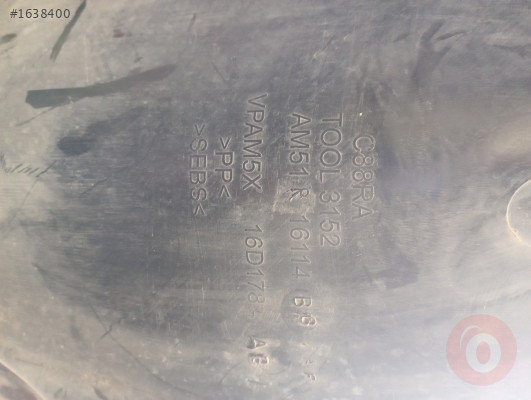 #1638400
C88RA
TOOL 3152
AM51 R 16114
VPAM5X 16D178
>PP<
>SEBS<